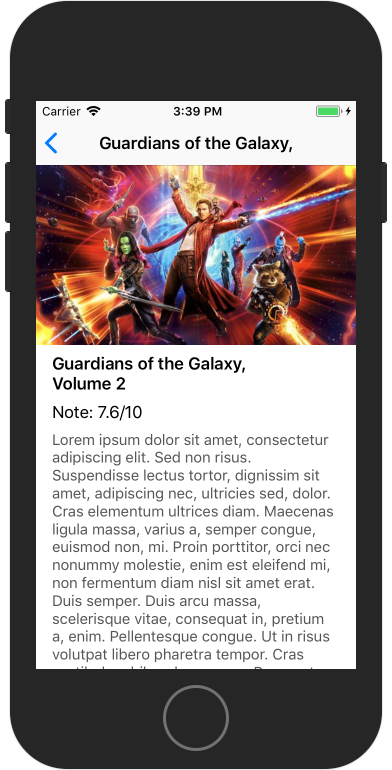 Carrier 3:39 PM
Guardians of the Galaxy,
Guardians of the Galaxy,
Volume 2
Note: 7.6/10
Lorem ipsum dolor sit amet, consectetur
adipiscing elit. Sed non risus.
Suspendisse lectus tortor, dignissim sit
amet, adipiscing nec, ultricies sed, dolor.
Cras elementum ultrices diam. Maecenas
ligula massa, varius a, semper congue,
euismod non, mi. Proin porttitor, orci nec
nonummy molestie, enim est eleifend mi,
non fermentum diam nisl sit amet erat.
Duis semper. Duis arcu massa,
scelerisque vitae, consequat in, pretium
a, enim. Pellentesque congue. Ut in risus
volutpat libero pharetra tempor. Cras